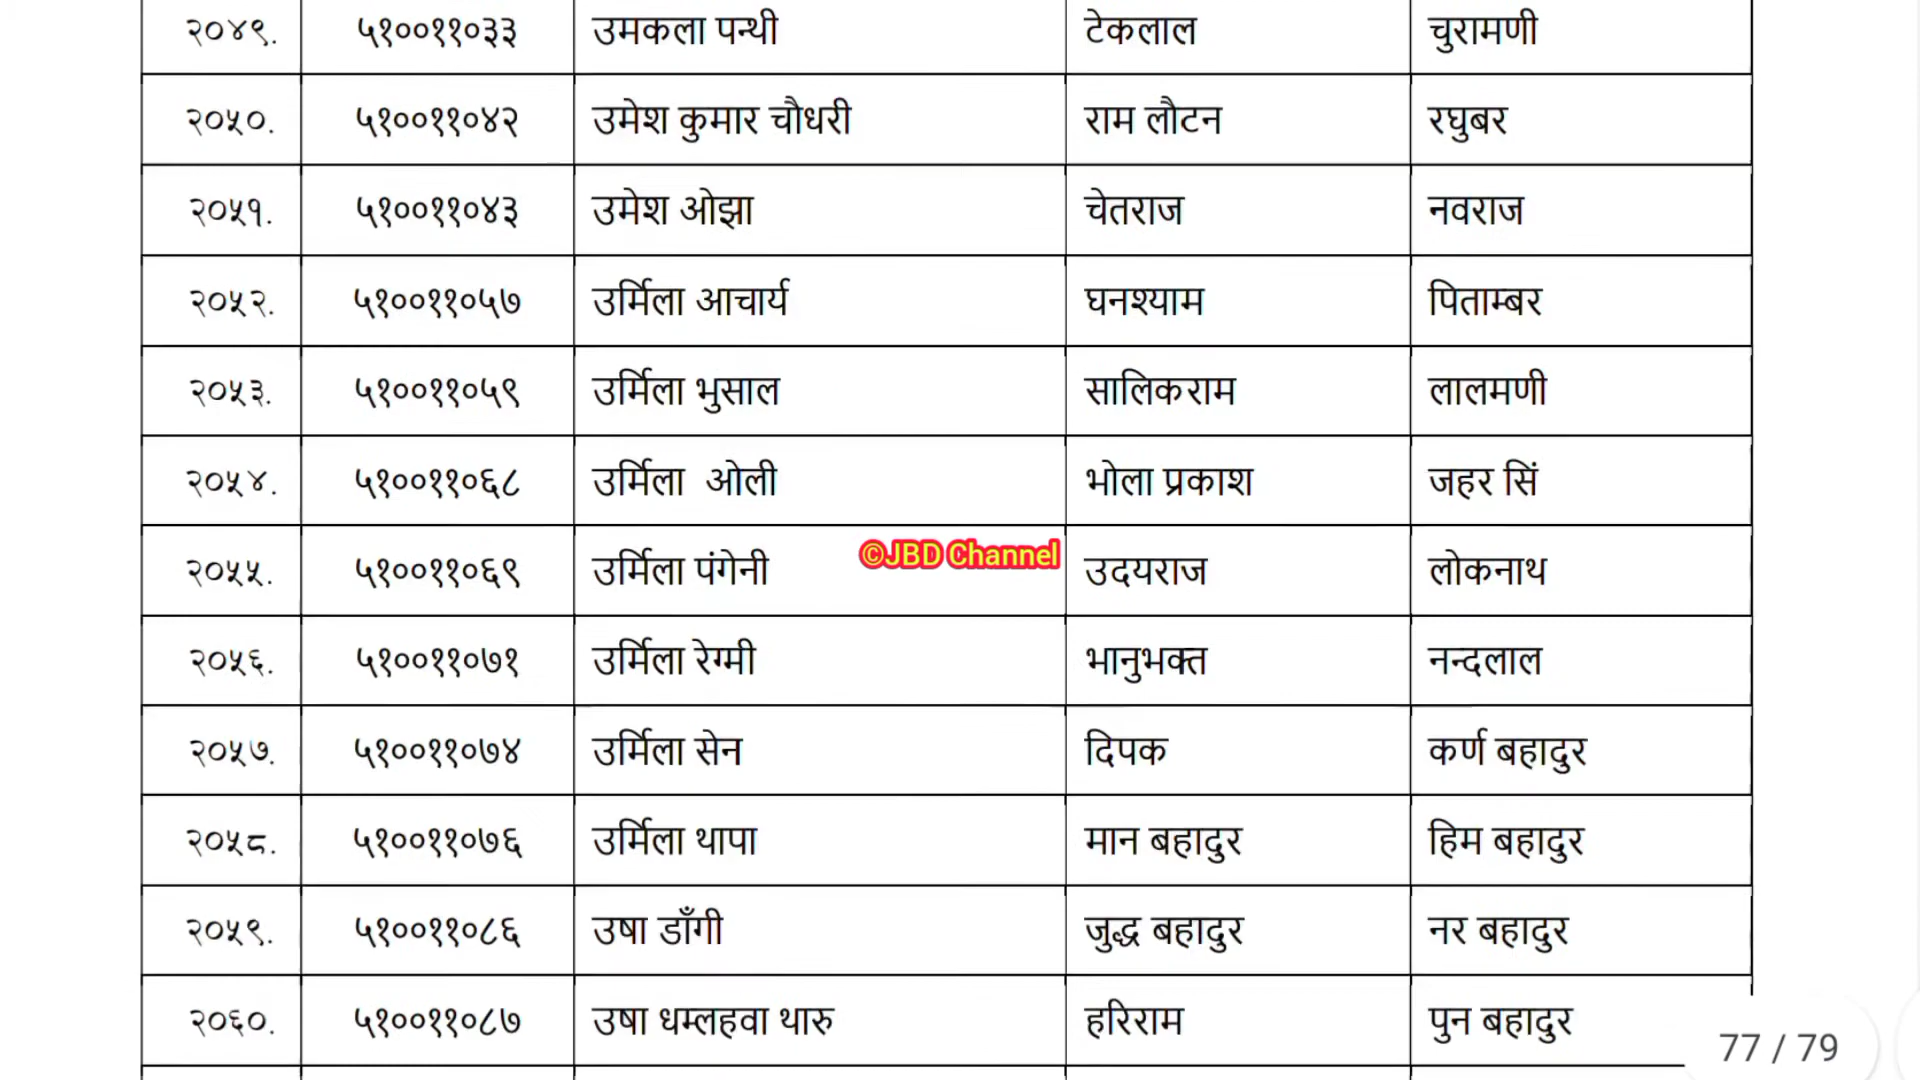 २०४९. ५१००११०३३ उमकला पन्थी टेकलाल चुरामणी
२०५०. ५१००११०४२ उमेश कुमार चौधरी राम लौटन रघुबर
२०५१. ५१००११०४३ उमेश ओझा चेतराज नवराज
२०५२. ५१००११०५७ उर्मिला आचार्य घनश्याम पिताम्बर
२०५३. ५१००११०५९ उर्मिला भुसाल सालिकराम लालमणी
२०५४. ५१००११०६८ उर्मिला ओली भोला प्रकाश जहर सिं
२०५५. ५१००११०६९ उर्मिला पंगेनी ©JBD Channel उदयराज लोकनाथ
२०५६. ५१००११०७१ उर्मिला रेग्मी भानुभक्त नन्दलाल
२०५७. ५१००११०७४ उर्मिला सेन दिपक कर्ण बहादुर
२०५८. ५१००११०७६ उर्मिला थापा मान बहादुर हिम बहादुर
२०५९. ५१००११०८६ उषा डाँगी जुद्ध बहादुर नर बहादुर
२०६०. ५१००११०८७ उषा धम्लहवा थारु हरिराम पुन बहादुर
77 / 79